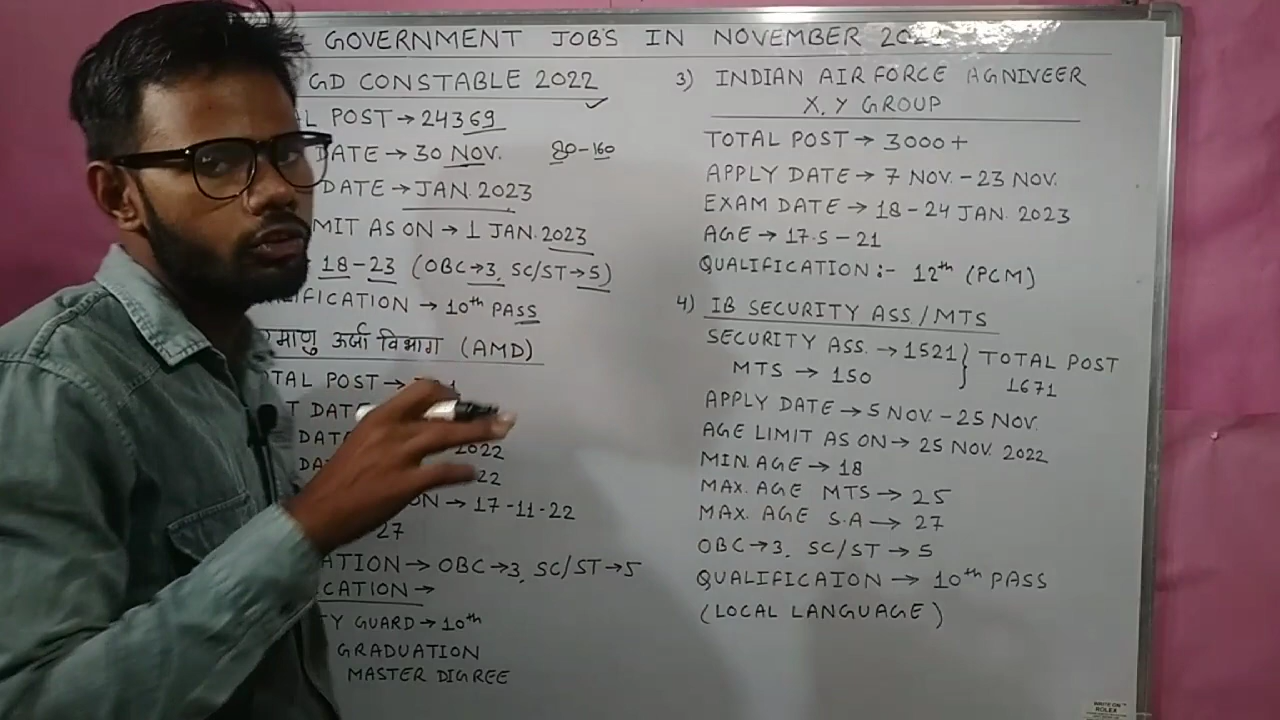 GOVERNMENT JOBS IN NOVEMBER 2022
GD CONSTABLE 2022
POST → 24369
DATE → 30 NOV. 80-160
DATE → JAN. 2023
AS ON → 1 JAN. 2023
18-23 (OBC→3, SC/ST→5)
→ 10th PASS
ऊर्जा विभाग (AMD)
POST →
2022
22
→ 17-11-22
27
→ OBC→3, SC/ST→5
→
GUARD → 10th
GRADUATION
MASTER DIGREE
3) INDIAN AIR FORCE AGNIVEER
X, Y GROUP
TOTAL POST → 3000+
APPLY DATE → 7 NOV. - 23 NOV.
EXAM DATE → 18-24 JAN. 2023
AGE → 17.5 - 21
QUALIFICATION :- 12th (PCM)
4) IB SECURITY ASS./MTS
SECURITY ASS. → 1521 } TOTAL POST
MTS → 150 1671
APPLY DATE → 5 NOV. - 25 NOV.
AGE LIMIT AS ON → 25 NOV. 2022
MIN. AGE → 18
MAX. AGE MTS → 25
MAX. AGE S.A → 27
OBC→3, SC/ST → 5
QUALIFICAITON → 10th PASS
(LOCAL LANGUAGE)
WRITE ON
ROLEX